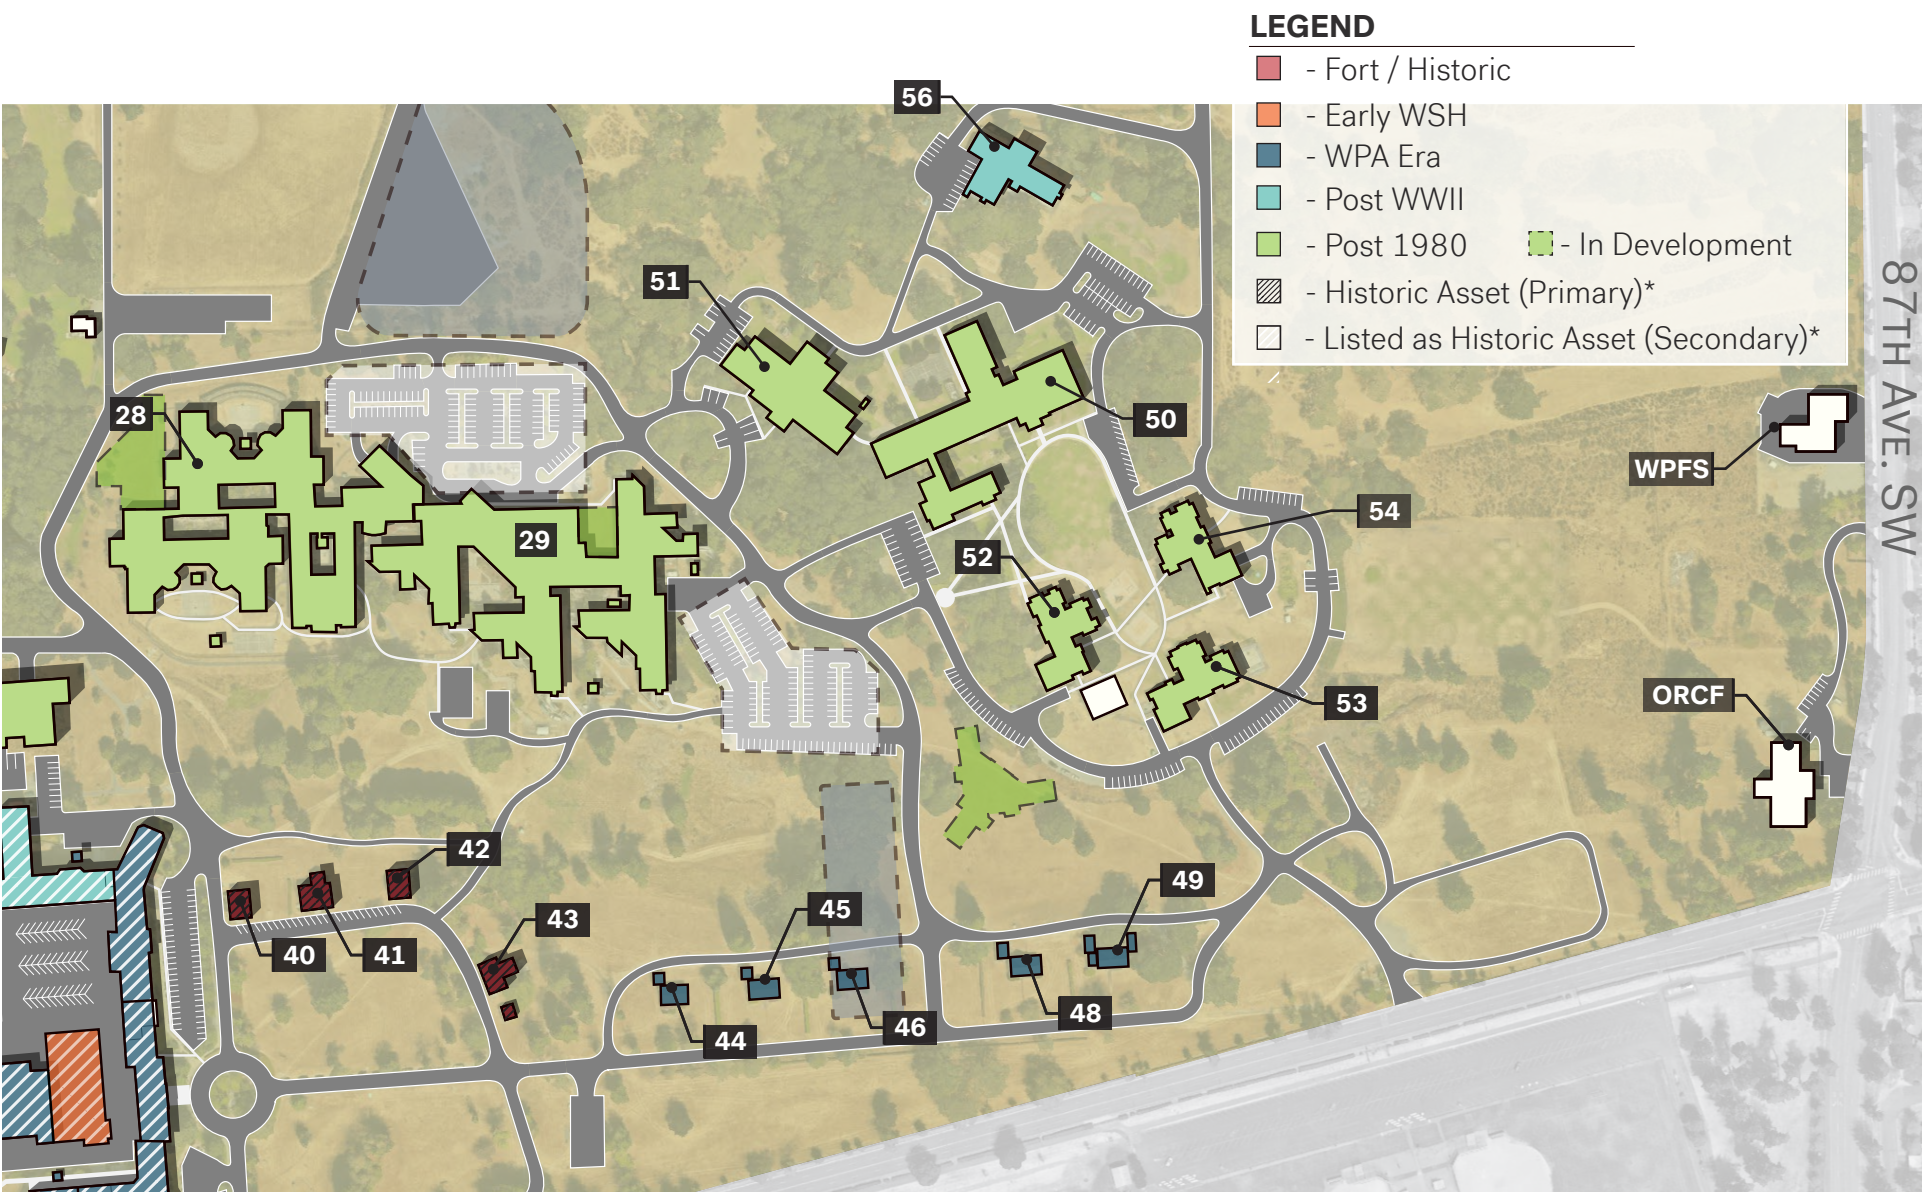 LEGEND
- Fort / Historic
- Early WSH
- WPA Era
- Post WWII
- Post 1980
- In Development
- Historic Asset (Primary)*
- Listed as Historic Asset (Secondary)*
56
51
28
50
WPFS
87TH AVE. SW
54
29
52
ORCF
53
42
49
45
43
40
41
48
46
44